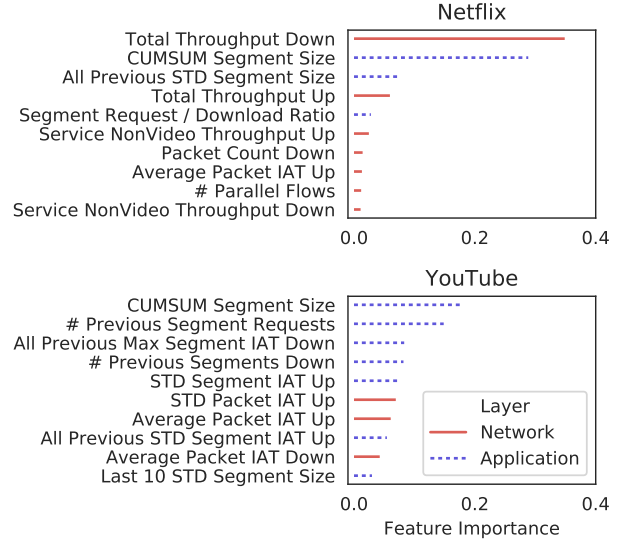 Netflix
Total Throughput Down
CUMSUM Segment Size
All Previous STD Segment Size
Total Throughput Up
Segment Request / Download Ratio
Service NonVideo Throughput Up
Packet Count Down
Average Packet IAT Up
# Parallel Flows
Service NonVideo Throughput Down
0.0 0.2 0.4
YouTube
CUMSUM Segment Size
# Previous Segment Requests
All Previous Max Segment IAT Down
# Previous Segments Down
STD Segment IAT Up
STD Packet IAT Up
Average Packet IAT Up
All Previous STD Segment IAT Up
Average Packet IAT Down
Last 10 STD Segment Size
Layer
Network
Application
0.0 0.2 0.4
Feature Importance